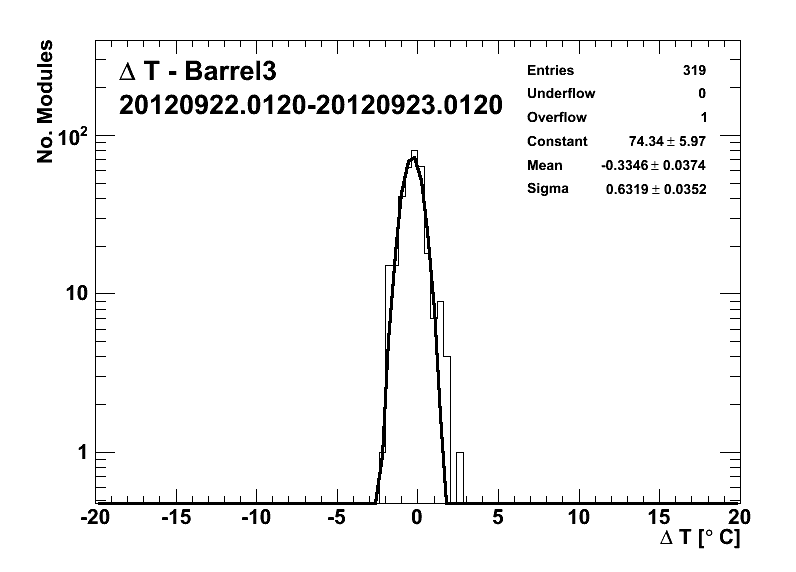 Δ T - Barrel3
20120922.0120-20120923.0120
Entries 319
Underflow 0
Overflow 1
Constant 74.34 ± 5.97
Mean -0.3346 ± 0.0374
Sigma 0.6319 ± 0.0352
No. Modules
10²
10
1
-20 -15 -10 -5 0 5 10 15 20
Δ T [° C]